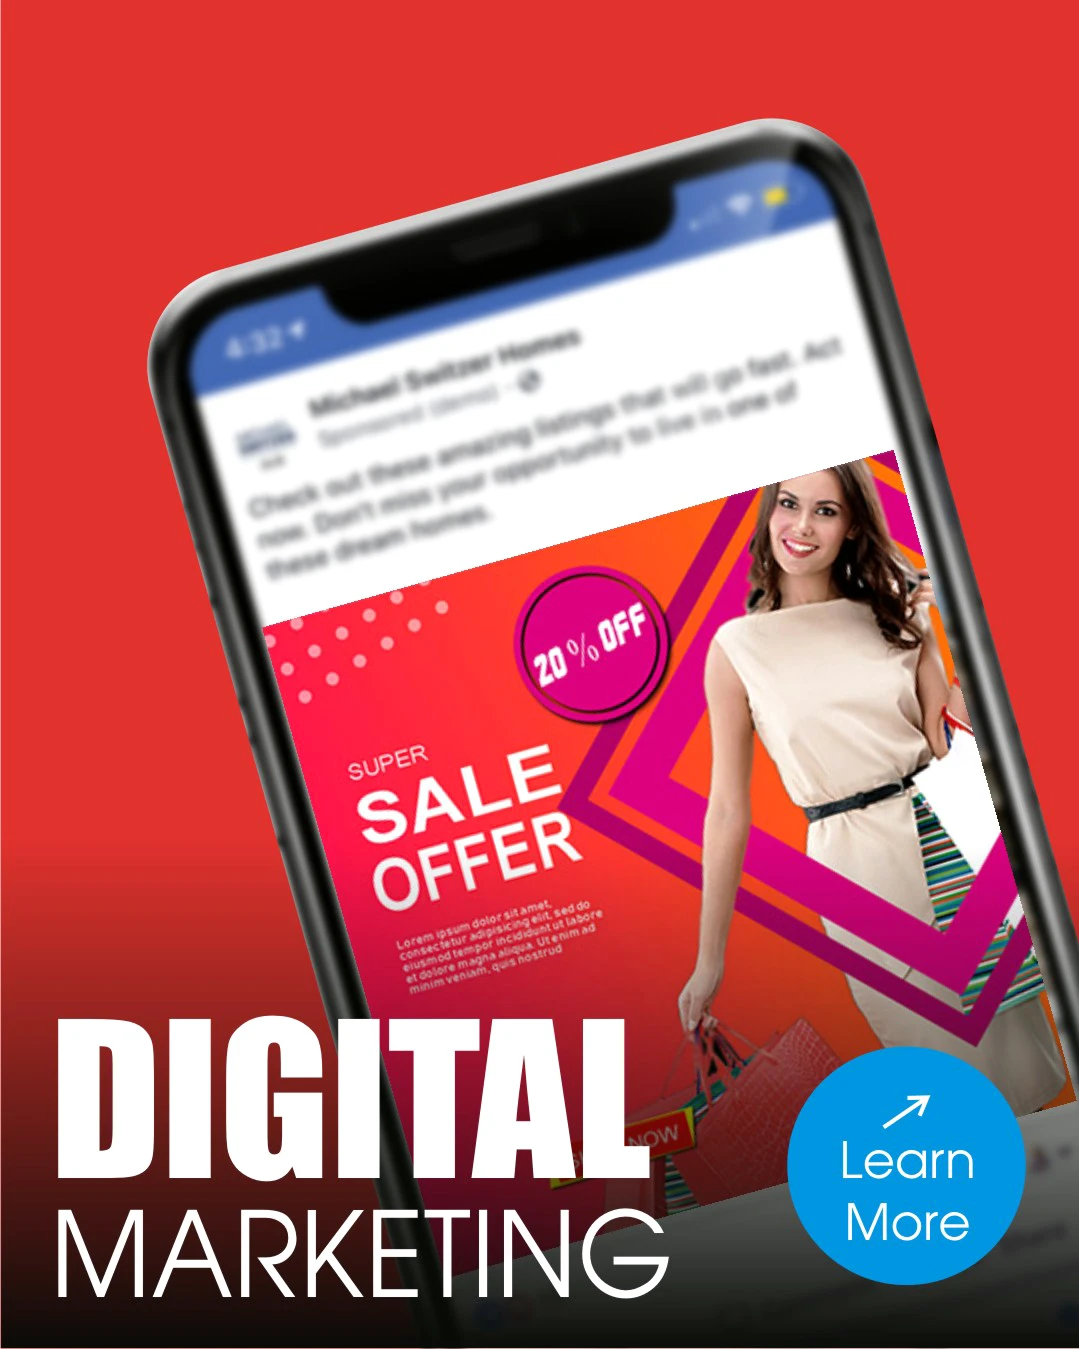 4:32
Michael Switzer Homes
Sponsored (demo) ·
Check out these amazing listings that will go fast. Act
now. Don't miss your opportunity to live in one of
these dream homes.
20% OFF
SUPER
SALE
OFFER
Lorem ipsum dolor sit amet,
consectetur adipisicing elit, sed do
eiusmod tempor incididunt ut labore
et dolore magna aliqua. Ut enim ad
minim veniam, quis nostrud
NOW
DIGITAL
MARKETING
Learn
More